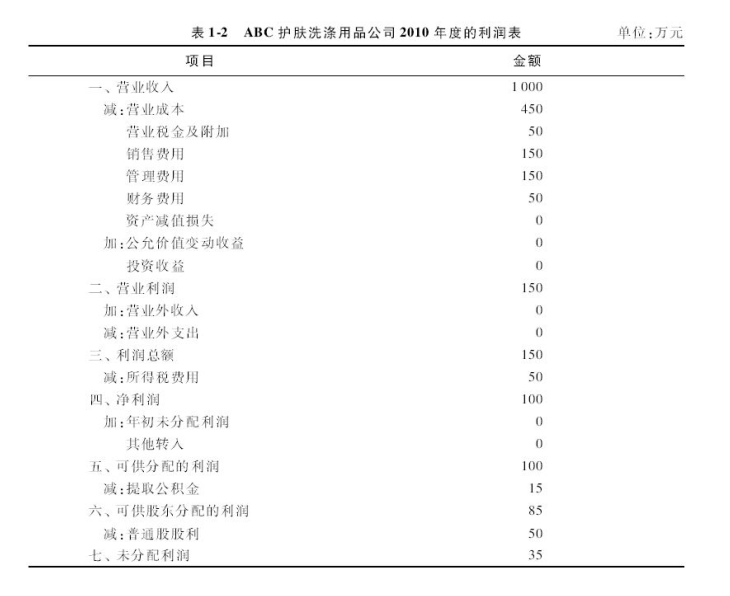 表 1-2 ABC 护肤洗涤用品公司 2010 年度的利润表 单位:万元
项目 金额
一、营业收入 1 000
减:营业成本 450
营业税金及附加 50
销售费用 150
管理费用 150
财务费用 50
资产减值损失 0
加:公允价值变动收益 0
投资收益 0
二、营业利润 150
加:营业外收入 0
减:营业外支出 0
三、利润总额 150
减:所得税费用 50
四、净利润 100
加:年初未分配利润 0
其他转入 0
五、可供分配的利润 100
减:提取公积金 15
六、可供股东分配的利润 85
减:普通股股利 50
七、未分配利润 35